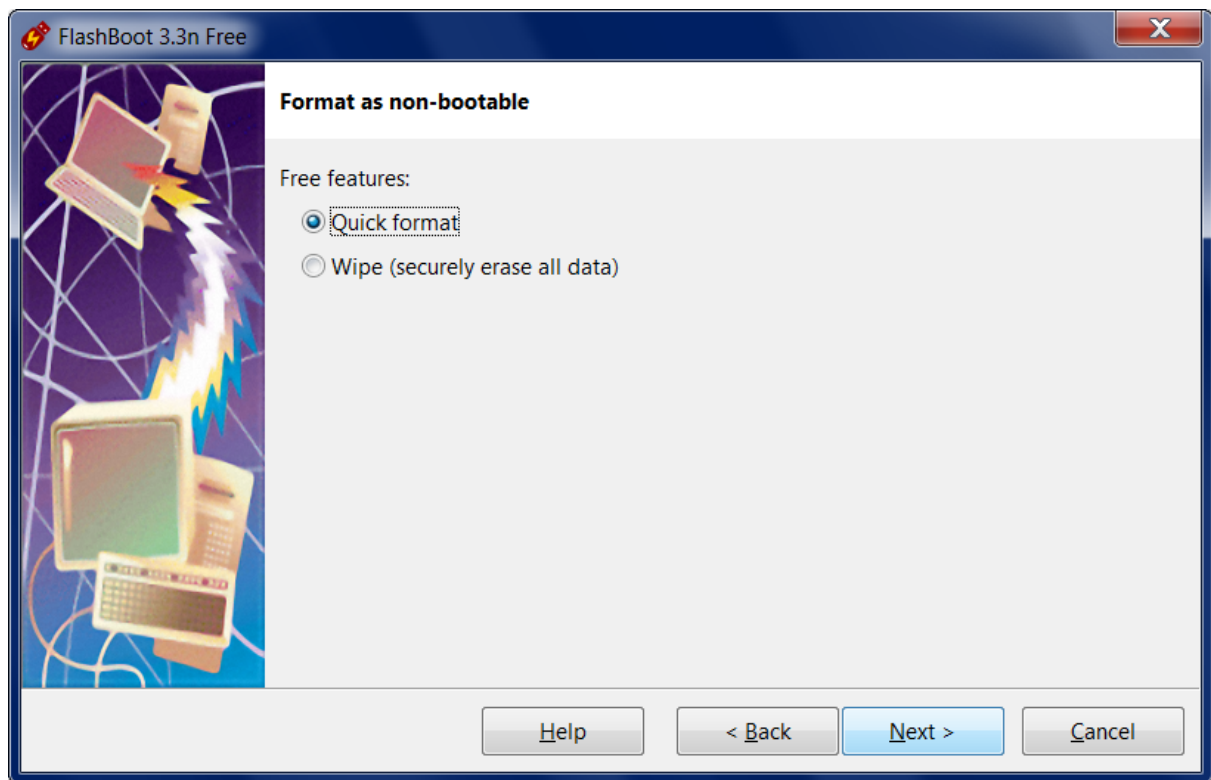 FlashBoot 3.3n Free
Format as non-bootable
Free features:
Quick format
Wipe (securely erase all data)
Help
< Back
Next >
Cancel